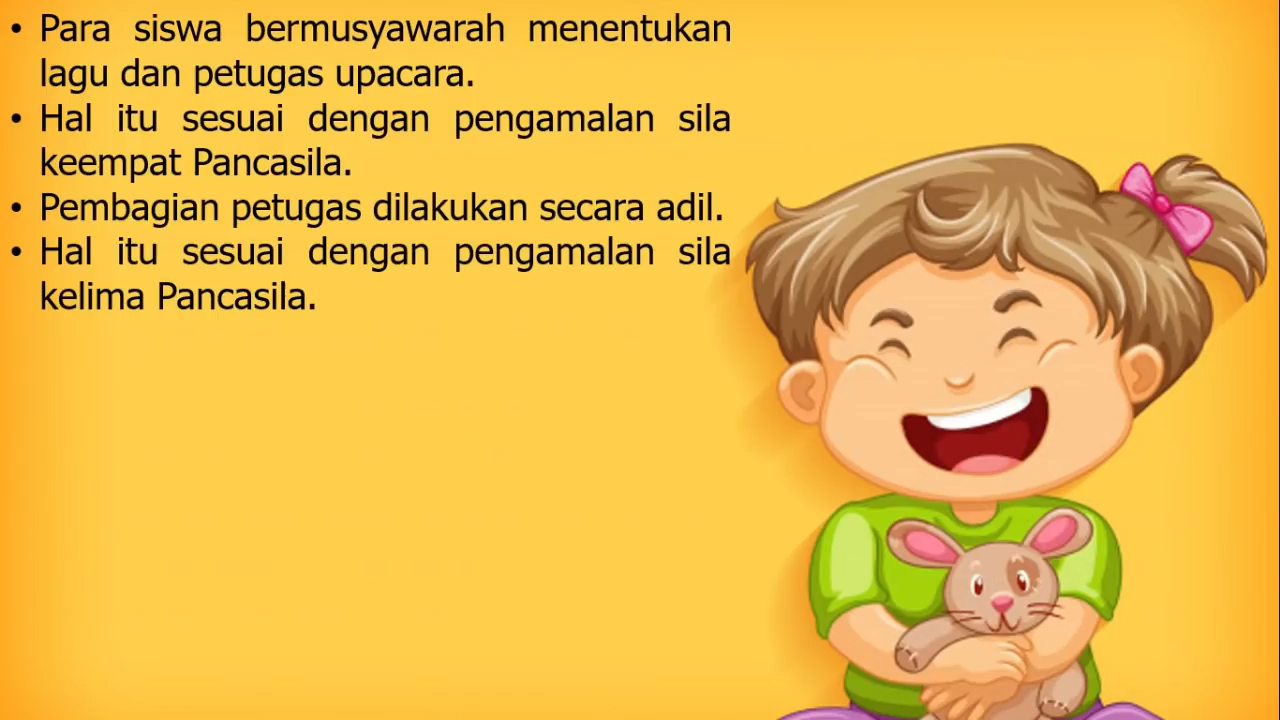 • Para siswa bermusyawarah menentukan
lagu dan petugas upacara.
• Hal itu sesuai dengan pengamalan sila
keempat Pancasila.
• Pembagian petugas dilakukan secara adil.
• Hal itu sesuai dengan pengamalan sila
kelima Pancasila.